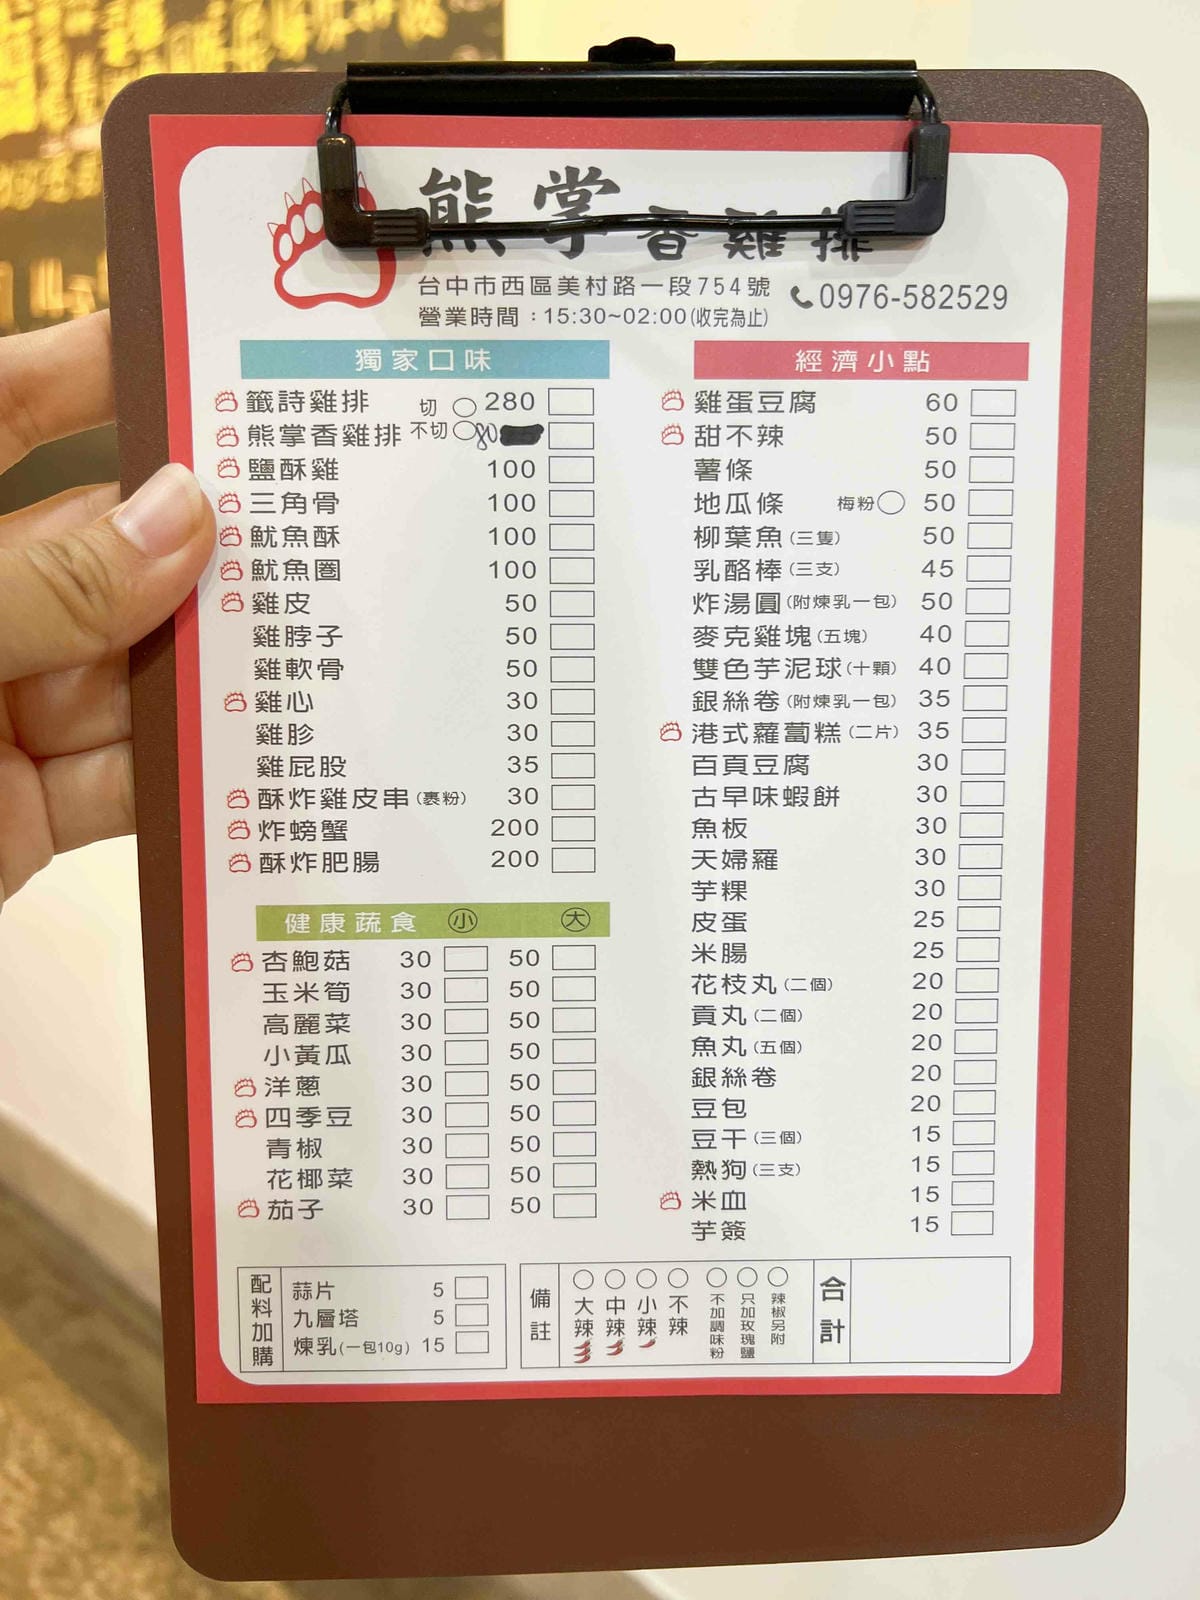 熊掌香雞排
台中市西區美村路一段754號
營業時間：15:30~02:00(收完為止)
0976-582529
獨家口味
籤詩雞排 切 280
熊掌香雞排 不切 80
鹽酥雞 100
三角骨 100
魷魚酥 100
魷魚圈 100
雞皮 50
雞脖子 50
雞軟骨 50
雞心 30
雞胗 30
雞屁股 35
酥炸雞皮串(裹粉) 30
炸螃蟹 200
酥炸肥腸 200
健康蔬食 小 大
杏鮑菇 30 50
玉米筍 30 50
高麗菜 30 50
小黃瓜 30 50
洋蔥 30 50
四季豆 30 50
青椒 30 50
花椰菜 30 50
茄子 30 50
經濟小點
雞蛋豆腐 60
甜不辣 50
薯條 50
地瓜條 梅粉 50
柳葉魚(三隻) 50
乳酪棒(三支) 45
炸湯圓(附煉乳一包) 50
麥克雞塊(五塊) 40
雙色芋泥球(十顆) 40
銀絲卷(附煉乳一包) 35
港式蘿蔔糕(二片) 35
百頁豆腐 30
古早味蝦餅 30
魚板 30
天婦羅 30
芋粿 30
皮蛋 25
米腸 25
花枝丸(二個) 20
貢丸(二個) 20
魚丸(五個) 20
銀絲卷 20
豆包 20
豆干(三個) 15
熱狗(三支) 15
米血 15
芋簽 15
配料加購
蒜片 5
九層塔 5
煉乳(一包10g) 15
備註
大辣
中辣
小辣
不辣
不加調味粉
只加玫瑰鹽
辣椒另附
合計